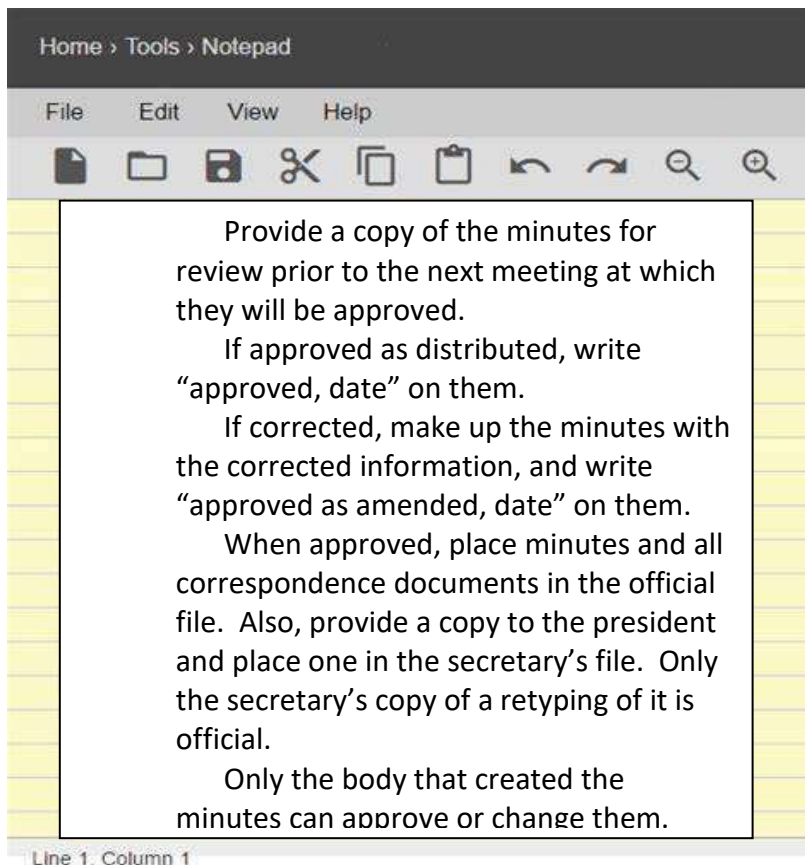 Home › Tools › Notepad
File Edit View Help
Provide a copy of the minutes for
review prior to the next meeting at which
they will be approved.
If approved as distributed, write
“approved, date” on them.
If corrected, make up the minutes with
the corrected information, and write
“approved as amended, date” on them.
When approved, place minutes and all
correspondence documents in the official
file.  Also, provide a copy to the president
and place one in the secretary’s file.  Only
the secretary’s copy of a retyping of it is
official.
Only the body that created the
minutes can approve or change them.
Line 1, Column 1